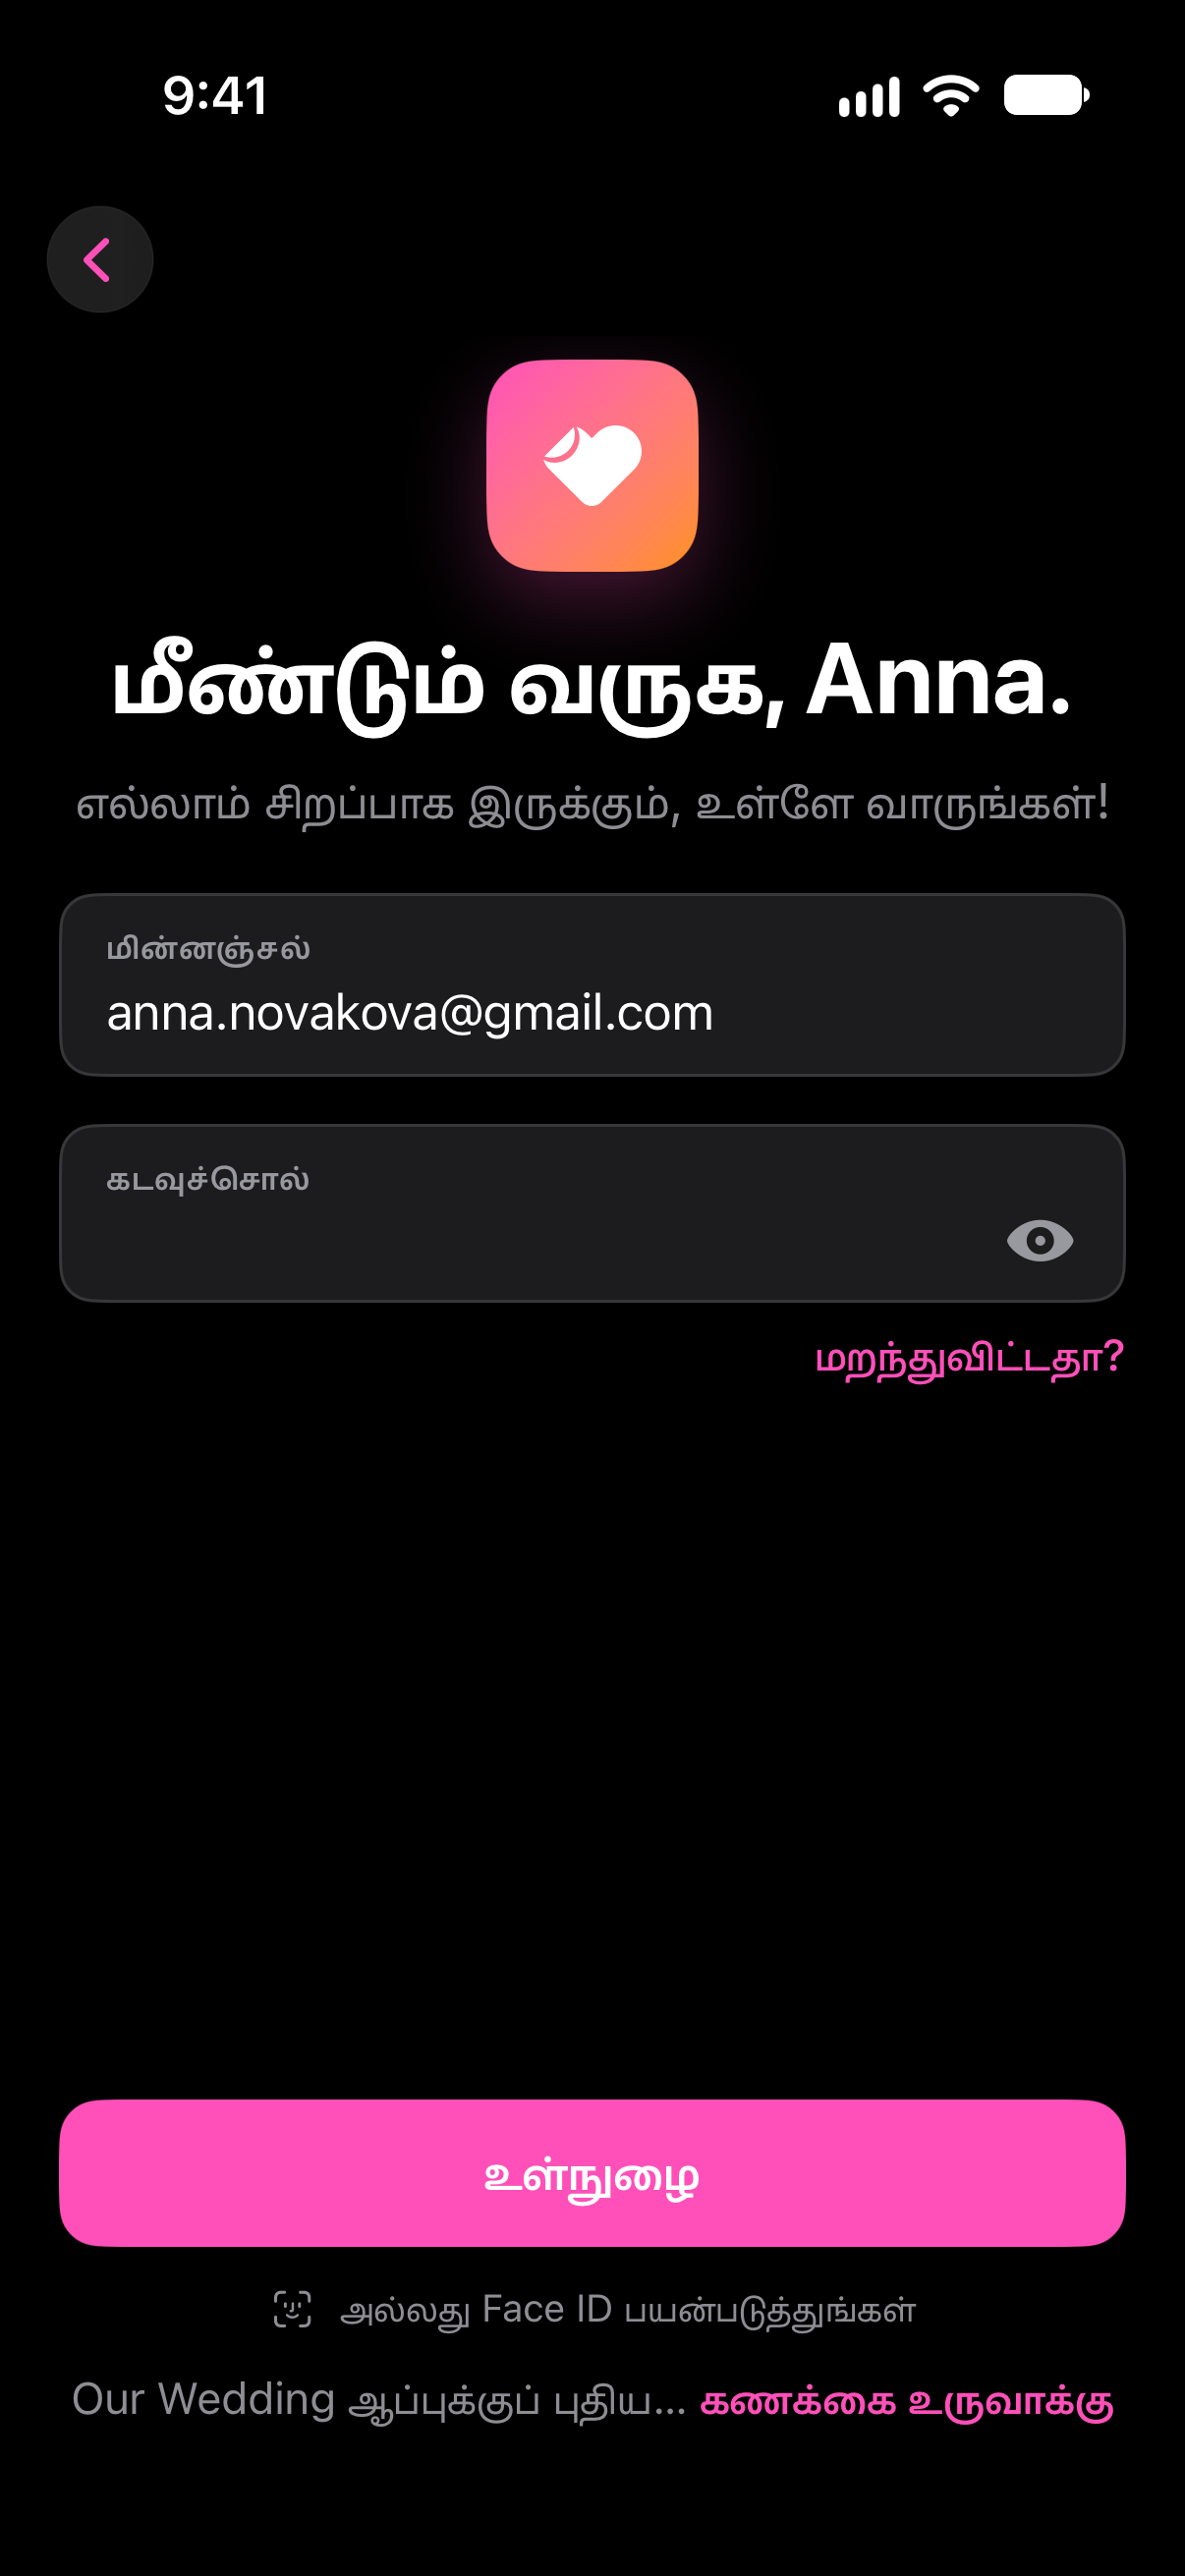 9:41
மீண்டும் வருக, Anna.
எல்லாம் சிறப்பாக இருக்கும், உள்ளே வாருங்கள்!
மின்னஞ்சல்
anna.novakova@gmail.com
கடவுச்சொல்
மறந்துவிட்டதா?
உள்நுழை
அல்லது Face ID பயன்படுத்துங்கள்
Our Wedding ஆப்புக்குப் புதிய... கணக்கை உருவாக்கு